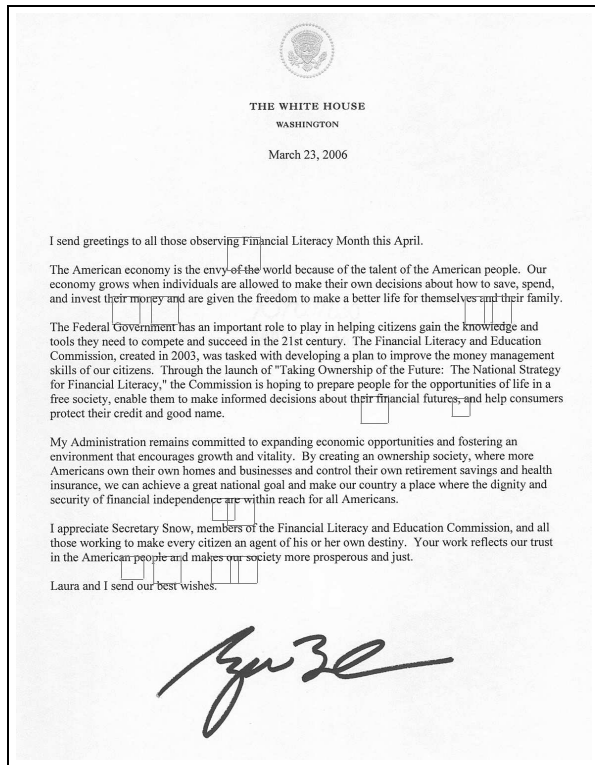 THE WHITE HOUSE
WASHINGTON
March 23, 2006
I send greetings to all those observing Financial Literacy Month this April.
The American economy is the envy of the world because of the talent of the American people. Our
economy grows when individuals are allowed to make their own decisions about how to save, spend,
and invest their money and are given the freedom to make a better life for themselves and their family.
The Federal Government has an important role to play in helping citizens gain the knowledge and
tools they need to compete and succeed in the 21st century. The Financial Literacy and Education
Commission, created in 2003, was tasked with developing a plan to improve the money management
skills of our citizens. Through the launch of "Taking Ownership of the Future: The National Strategy
for Financial Literacy," the Commission is hoping to prepare people for the opportunities of life in a
free society, enable them to make informed decisions about their financial futures, and help consumers
protect their credit and good name.
My Administration remains committed to expanding economic opportunities and fostering an
environment that encourages growth and vitality. By creating an ownership society, where more
Americans own their own homes and businesses and control their own retirement savings and health
insurance, we can achieve a great national goal and make our country a place where the dignity and
security of financial independence are within reach for all Americans.
I appreciate Secretary Snow, members of the Financial Literacy and Education Commission, and all
those working to make every citizen an agent of his or her own destiny. Your work reflects our trust
in the American people and makes our society more prosperous and just.
Laura and I send our best wishes.